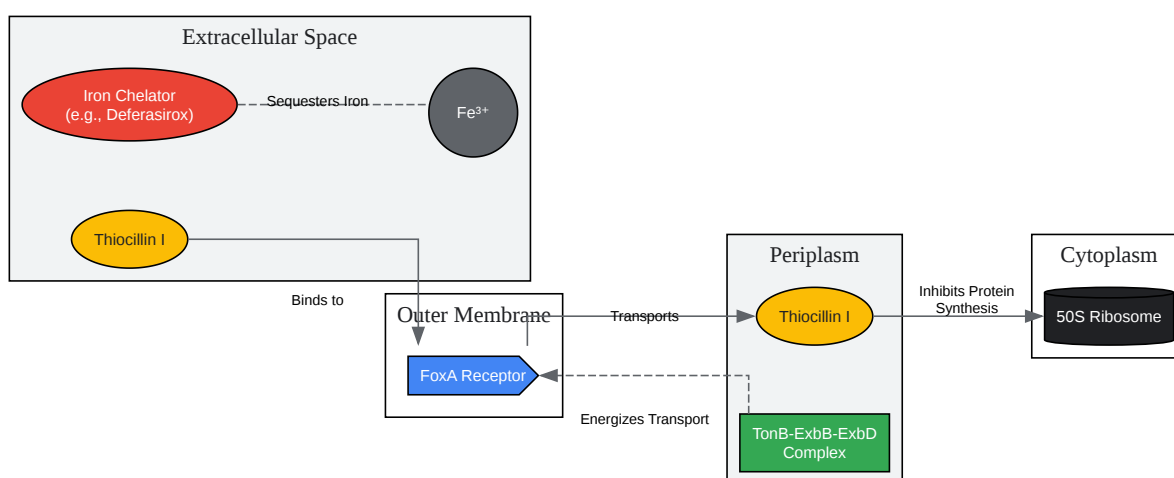 Extracellular Space
Iron Chelator
(e.g., Deferasirox)
Sequesters Iron
Fe³⁺
Thiocillin I
Binds to
Outer Membrane
FoxA Receptor
Transports
Energizes Transport
Periplasm
Thiocillin I
TonB-ExbB-ExbD
Complex
Inhibits Protein
Synthesis
Cytoplasm
50S Ribosome